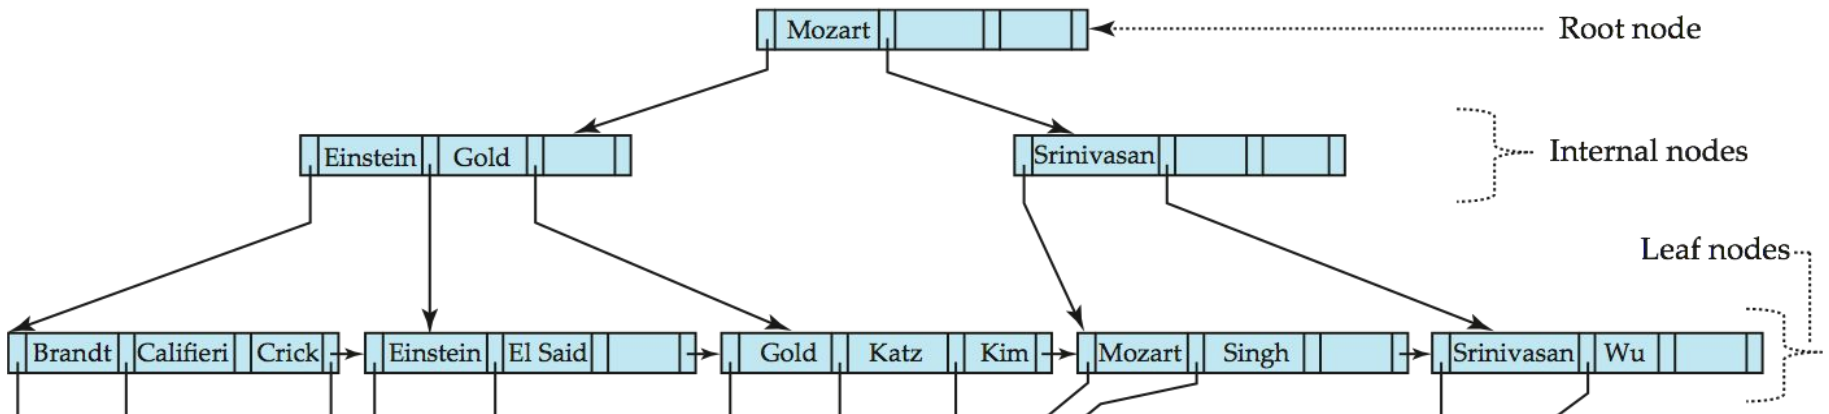 Mozart
Root node
Einstein Gold
Srinivasan
Internal nodes
Leaf nodes
Brandt Califieri Crick
Einstein El Said
Gold Katz Kim
Mozart Singh
Srinivasan Wu